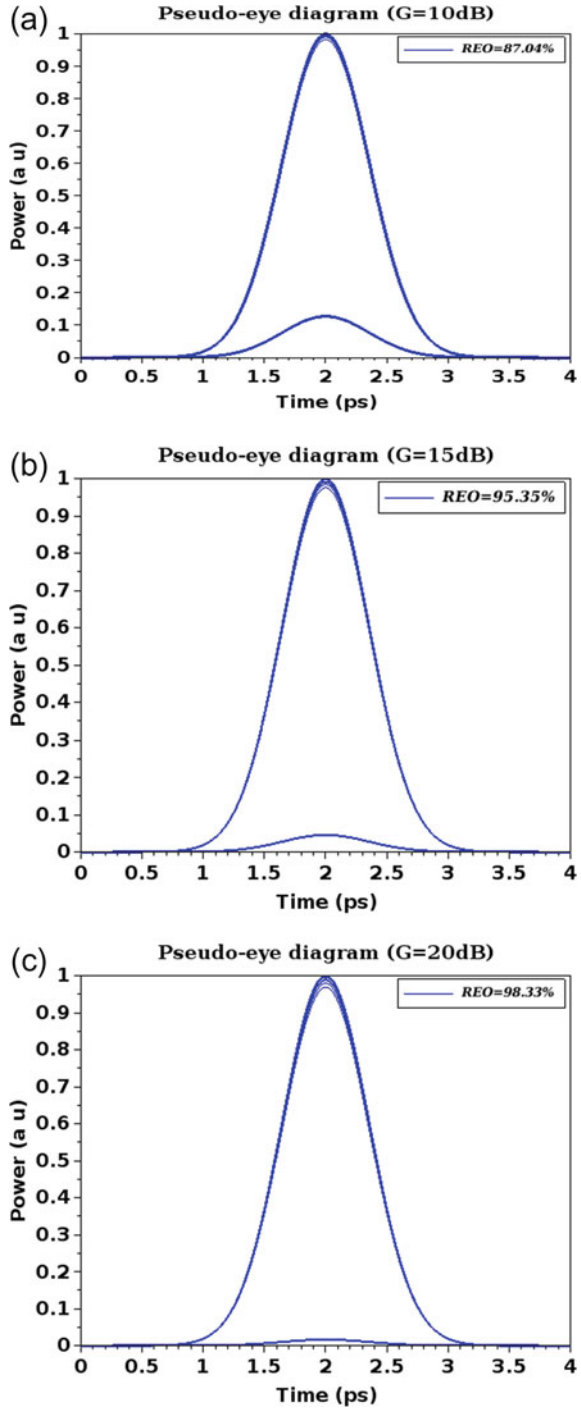 (a)
Pseudo-eye diagram (G=10dB)
REO=87.04%
1
0.9
0.8
0.7
0.6
0.5
0.4
0.3
0.2
0.1
0
Power (a u)
0 0.5 1 1.5 2 2.5 3 3.5 4
Time (ps)
(b)
Pseudo-eye diagram (G=15dB)
REO=95.35%
1
0.9
0.8
0.7
0.6
0.5
0.4
0.3
0.2
0.1
0
Power (a u)
0 0.5 1 1.5 2 2.5 3 3.5 4
Time (ps)
(c)
Pseudo-eye diagram (G=20dB)
REO=98.33%
1
0.9
0.8
0.7
0.6
0.5
0.4
0.3
0.2
0.1
0
Power (a u)
0 0.5 1 1.5 2 2.5 3 3.5 4
Time (ps)